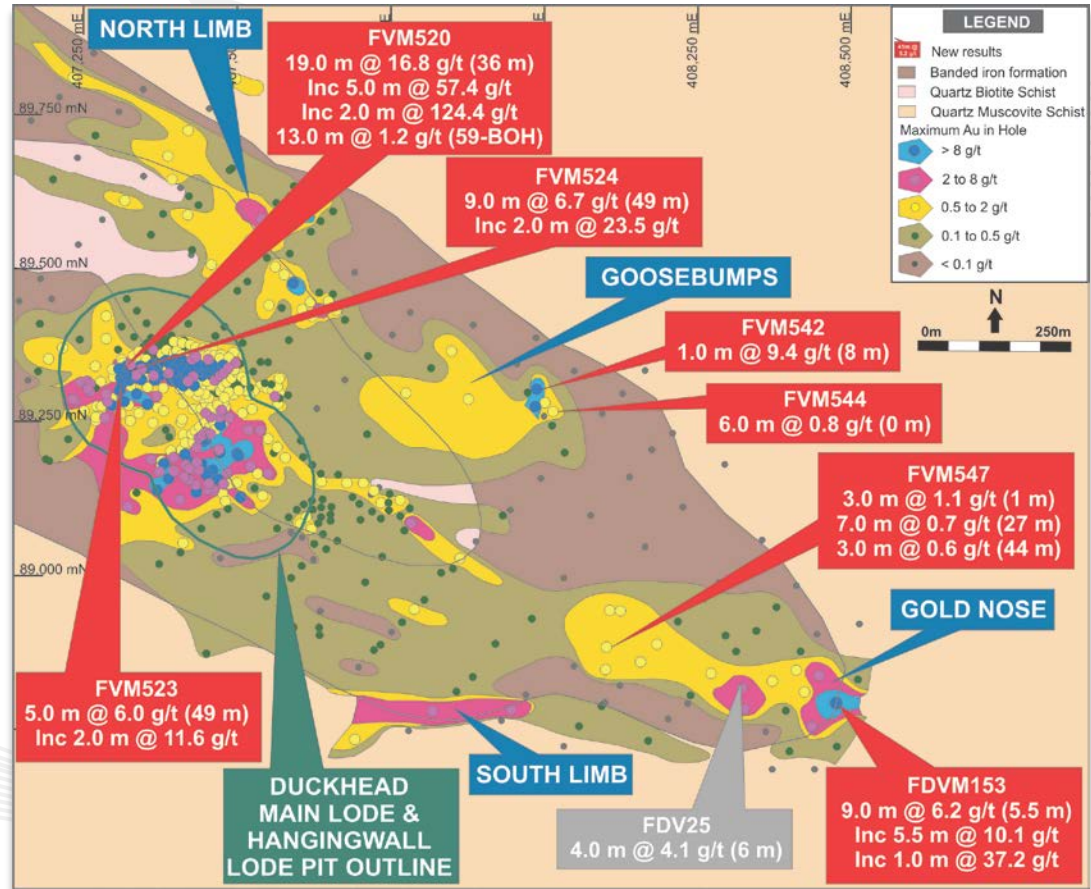 407.250 mE
408.250 mE
408.500 mE
89.750 mN
89.500 mN
89.250 mN
89.000 mN
NORTH LIMB
FVM520
19.0 m @ 16.8 g/t (36 m)
Inc 5.0 m @ 57.4 g/t
Inc 2.0 m @ 124.4 g/t
13.0 m @ 1.2 g/t (59-BOH)
FVM524
9.0 m @ 6.7 g/t (49 m)
Inc 2.0 m @ 23.5 g/t
GOOSEBUMPS
FVM542
1.0 m @ 9.4 g/t (8 m)
FVM544
6.0 m @ 0.8 g/t (0 m)
FVM547
3.0 m @ 1.1 g/t (1 m)
7.0 m @ 0.7 g/t (27 m)
3.0 m @ 0.6 g/t (44 m)
GOLD NOSE
FVM523
5.0 m @ 6.0 g/t (49 m)
Inc 2.0 m @ 11.6 g/t
DUCKHEAD
MAIN LODE &
HANGINGWALL
LODE PIT OUTLINE
SOUTH LIMB
FDV25
4.0 m @ 4.1 g/t (6 m)
FDVM153
9.0 m @ 6.2 g/t (5.5 m)
Inc 5.5 m @ 10.1 g/t
Inc 1.0 m @ 37.2 g/t
LEGEND
New results
Banded iron formation
Quartz Biotite Schist
Quartz Muscovite Schist
Maximum Au in Hole
> 8 g/t
2 to 8 g/t
0.5 to 2 g/t
0.1 to 0.5 g/t
< 0.1 g/t
N
0m
250m